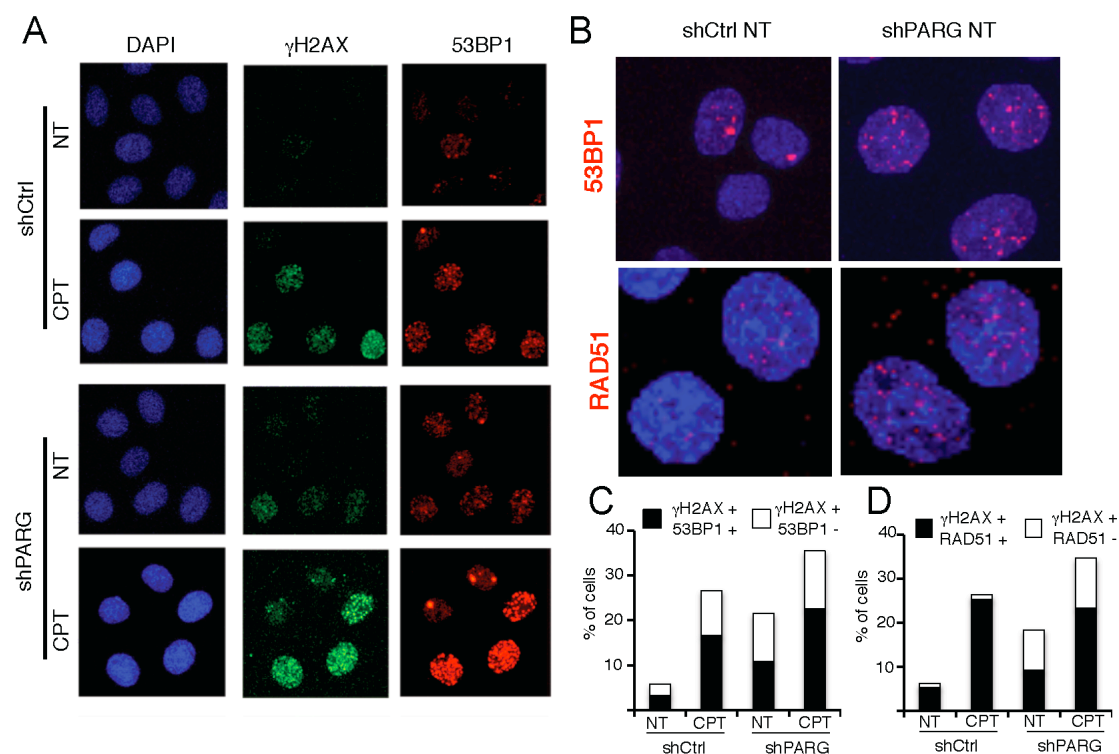 A
DAPI
γH2AX
53BP1
shCtrl
NT
CPT
shPARG
NT
CPT
B
shCtrl NT
shPARG NT
53BP1
RAD51
C
γH2AX +
53BP1 +
γH2AX +
53BP1 -
% of cells
40
30
20
10
NT
CPT
NT
CPT
shCtrl
shPARG
D
γH2AX +
RAD51 +
γH2AX +
RAD51 -
% of cells
40
30
20
10
NT
CPT
NT
CPT
shCtrl
shPARG